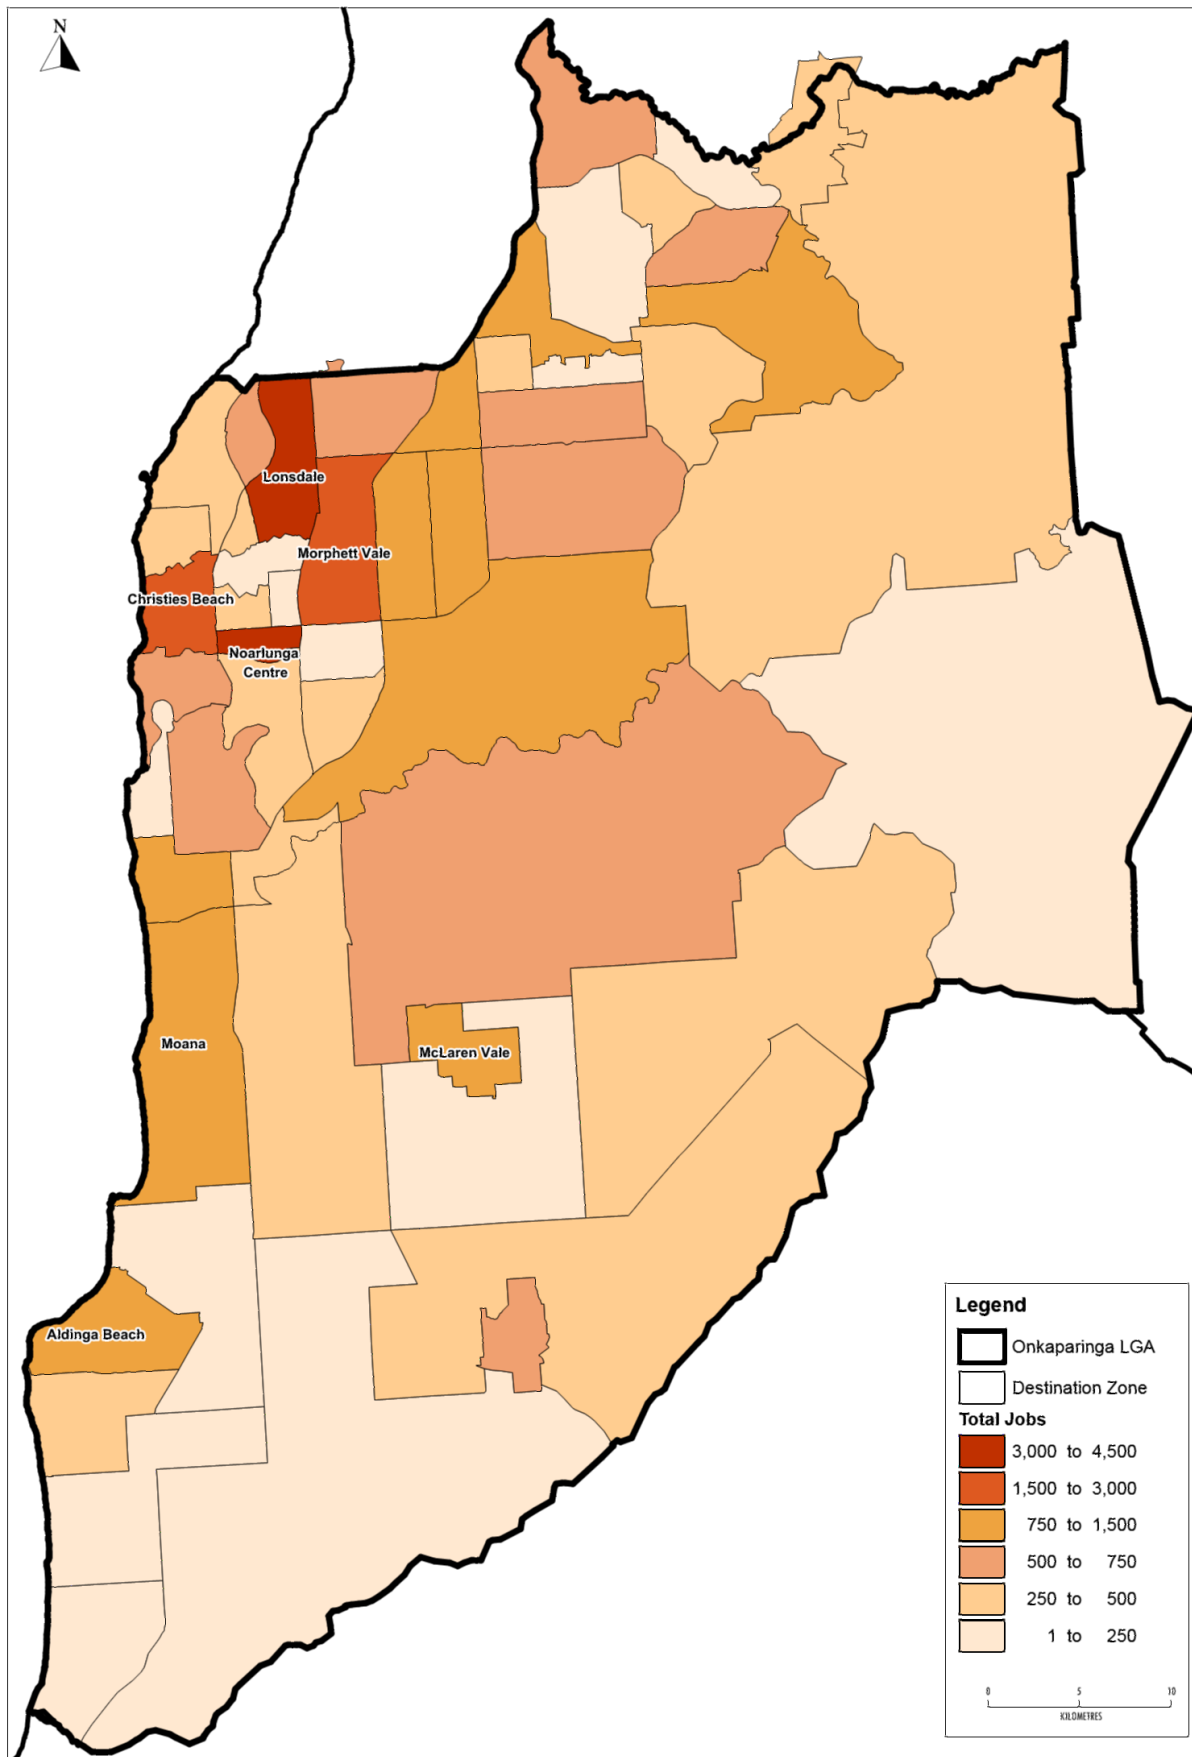 N
Lonsdale
Morphett Vale
Christies Beach
Noarlunga
Centre
Moana
McLaren Vale
Aldinga Beach
Legend
Onkaparinga LGA
Destination Zone
Total Jobs
3,000 to 4,500
1,500 to 3,000
750 to 1,500
500 to 750
250 to 500
1 to 250
0 5 10
KILOMETRES